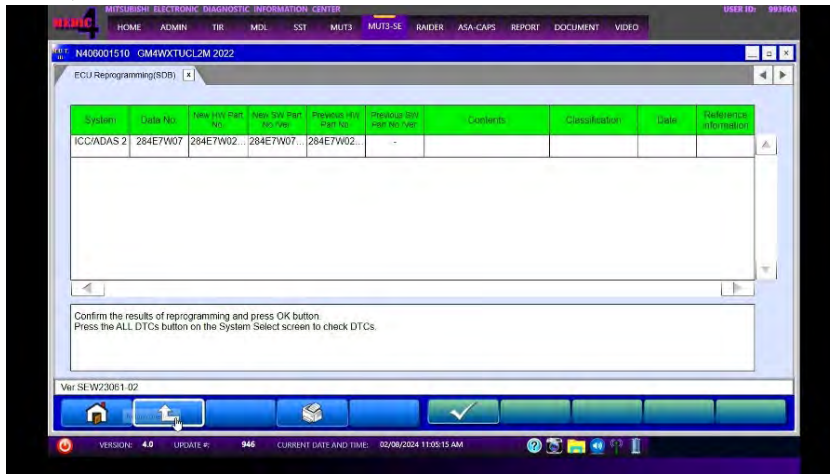 MITSUBISHI ELECTRONIC DIAGNOSTIC INFORMATION CENTER USER ID: 99360A
MEDIC 4 HOME ADMIN TIR MDL SST MUT3 MUT3-SE RAIDER ASA-CAPS REPORT DOCUMENT VIDEO
N406001510 GM4WXTUCL2M 2022
ECU Reprogramming(SDB) x
System Data No. New HW Part No. New SW Part No./Ver Previous HW Part No. Previous SW Part No./Ver Contents Classification Date Reference information
ICC/ADAS 2 284E7W07 284E7W02... 284E7W07... 284E7W02... -
Confirm the results of reprogramming and press OK button.
Press the ALL DTCs button on the System Select screen to check DTCs.
Ver SEW23061-02
VERSION: 4.0 UPDATE #: 946 CURRENT DATE AND TIME: 02/08/2024 11:05:15 AM